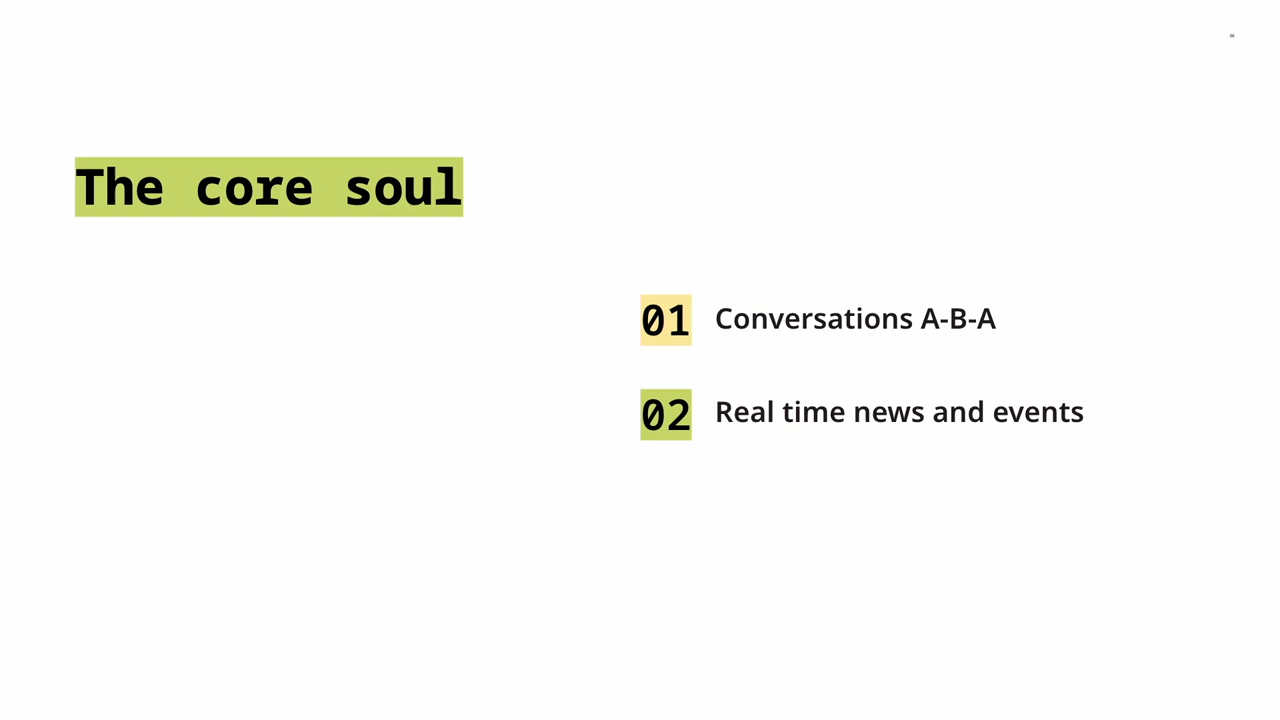 The core soul
01 Conversations A-B-A
02 Real time news and events